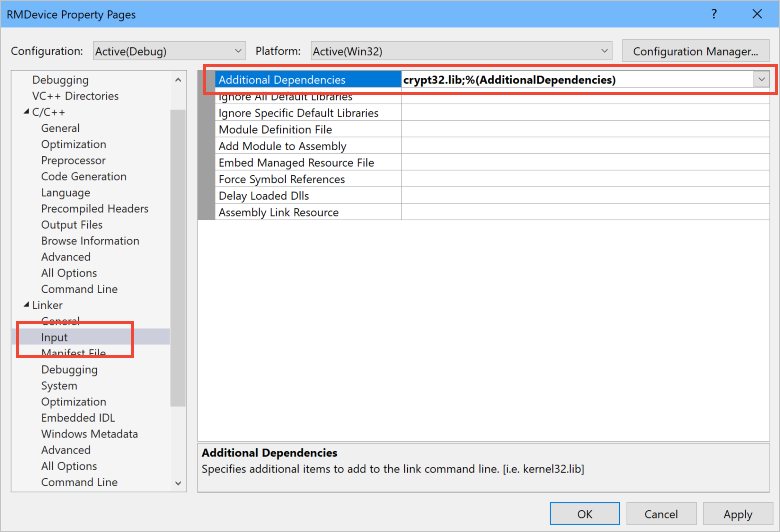 RMDevice Property Pages
?
Configuration: Active(Debug) Platform: Active(Win32) Configuration Manager...
Debugging
VC++ Directories
C/C++
General
Optimization
Preprocessor
Code Generation
Language
Precompiled Headers
Output Files
Browse Information
Advanced
All Options
Command Line
Linker
General
Input
Manifest File
Debugging
System
Optimization
Embedded IDL
Windows Metadata
Advanced
All Options
Command Line
Additional Dependencies crypt32.lib;%(AdditionalDependencies)
Ignore All Default Libraries
Ignore Specific Default Libraries
Module Definition File
Add Module to Assembly
Embed Managed Resource File
Force Symbol References
Delay Loaded Dlls
Assembly Link Resource
Additional Dependencies
Specifies additional items to add to the link command line. [i.e. kernel32.lib]
OK Cancel Apply